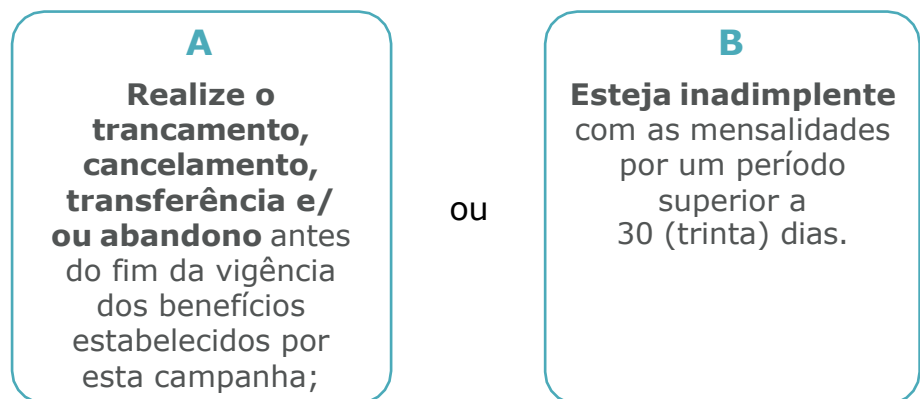 A
Realize o
trancamento,
cancelamento,
transferência e/
ou abandono antes
do fim da vigência
dos benefícios
estabelecidos por
esta campanha;
ou
B
Esteja inadimplente
com as mensalidades
por um período
superior a
30 (trinta) dias.